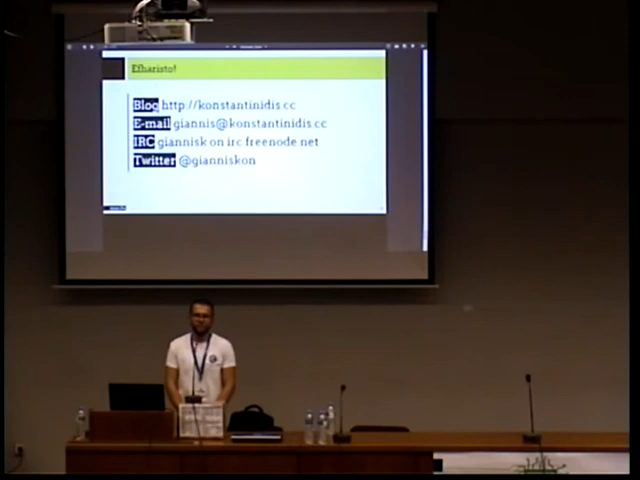 Efharisto!
Blog http://konstantinidis.cc
E-mail giannis@konstantinidis.cc
IRC giannisk on irc.freenode.net
Twitter @gianniskon